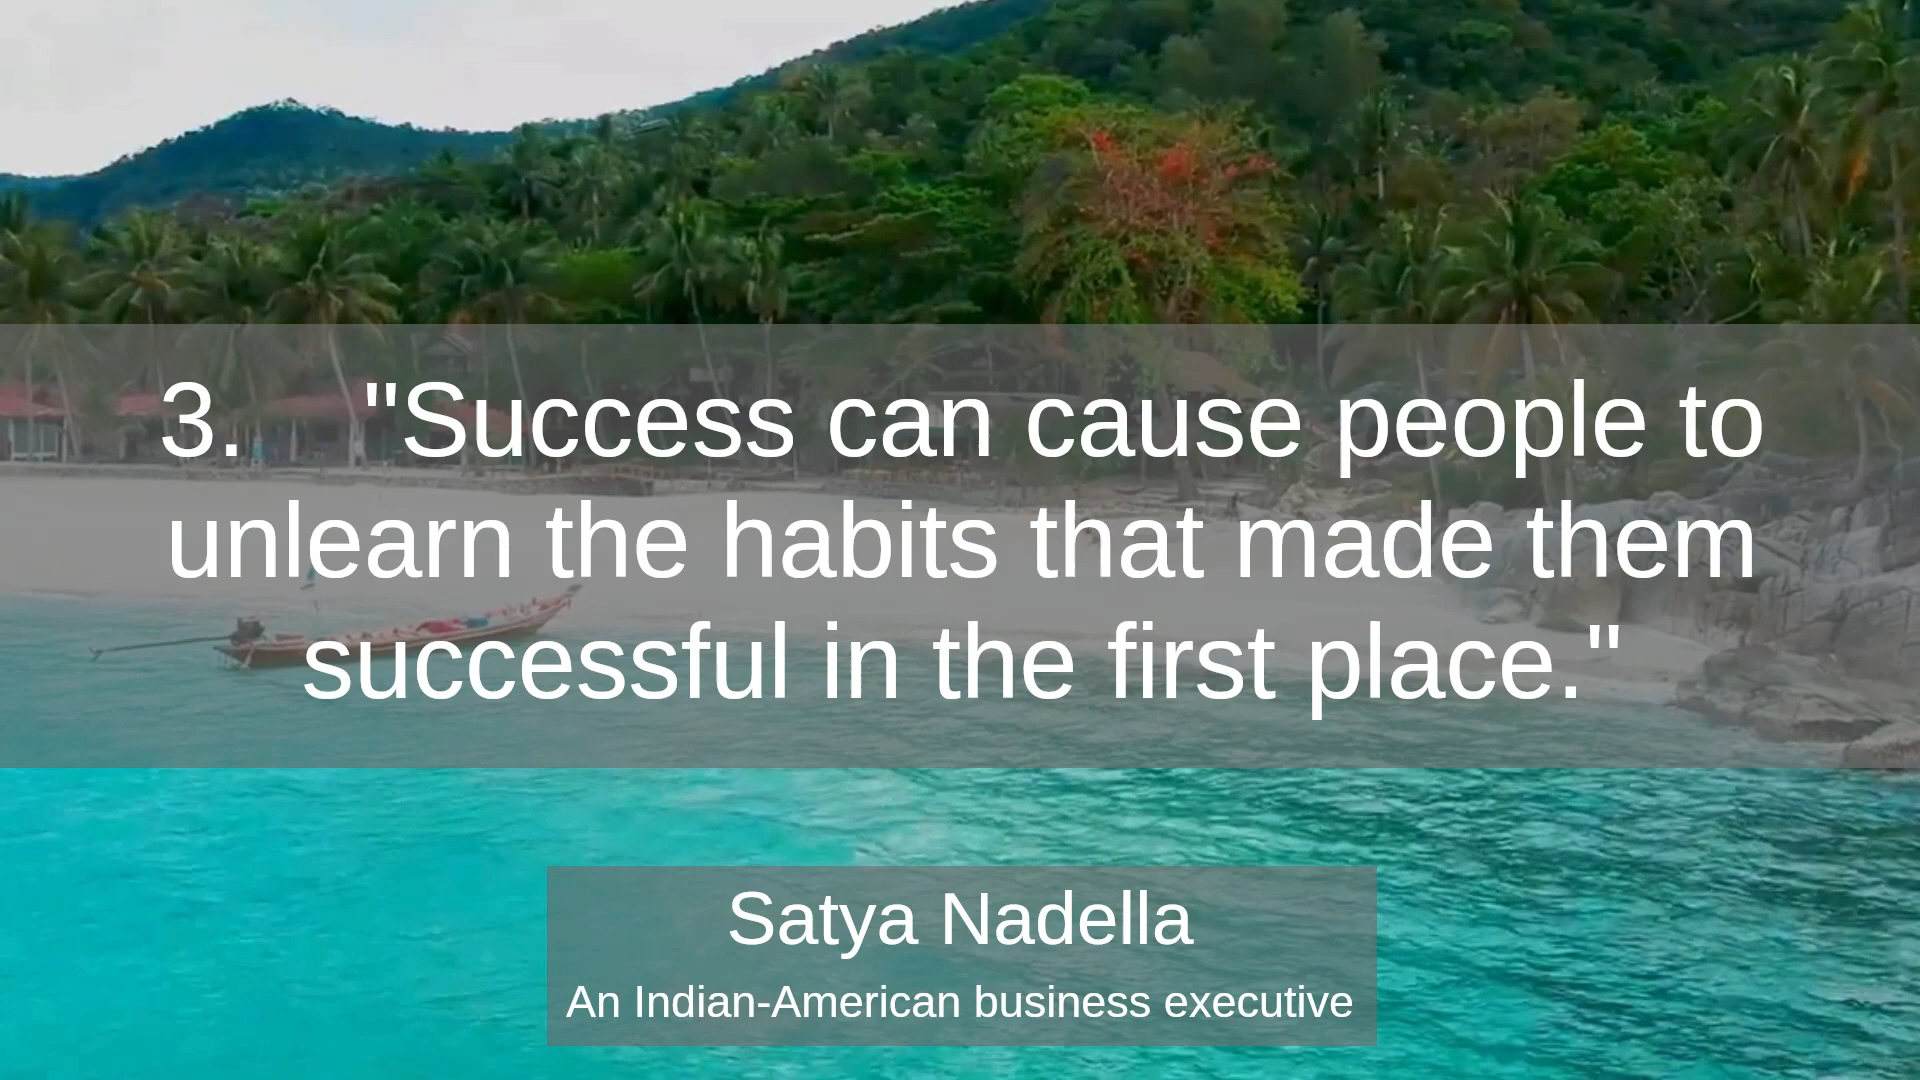 3. "Success can cause people to
unlearn the habits that made them
successful in the first place."
Satya Nadella
An Indian-American business executive